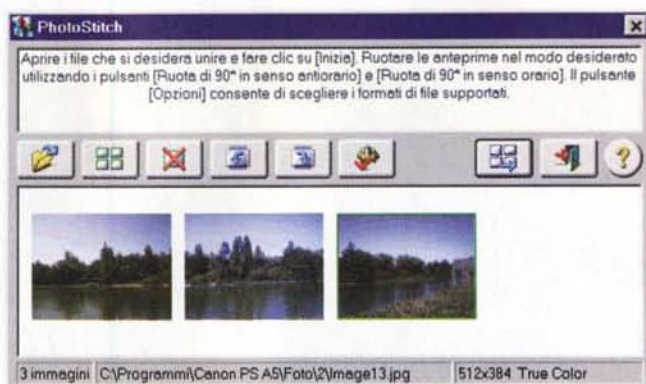 PhotoStitch
Aprire i file che si desidera unire e fare clic su [Inizia]. Ruotare le anteprime nel modo desiderato
utilizzando i pulsanti [Ruota di 90° in senso antiorario] e [Ruota di 90° in senso orario]. Il pulsante
[Opzioni] consente di scegliere i formati di file supportati.
?
3 immagini C:\Programmi\Canon PS A5\Foto\2\Image13.jpg 512x384 True Color